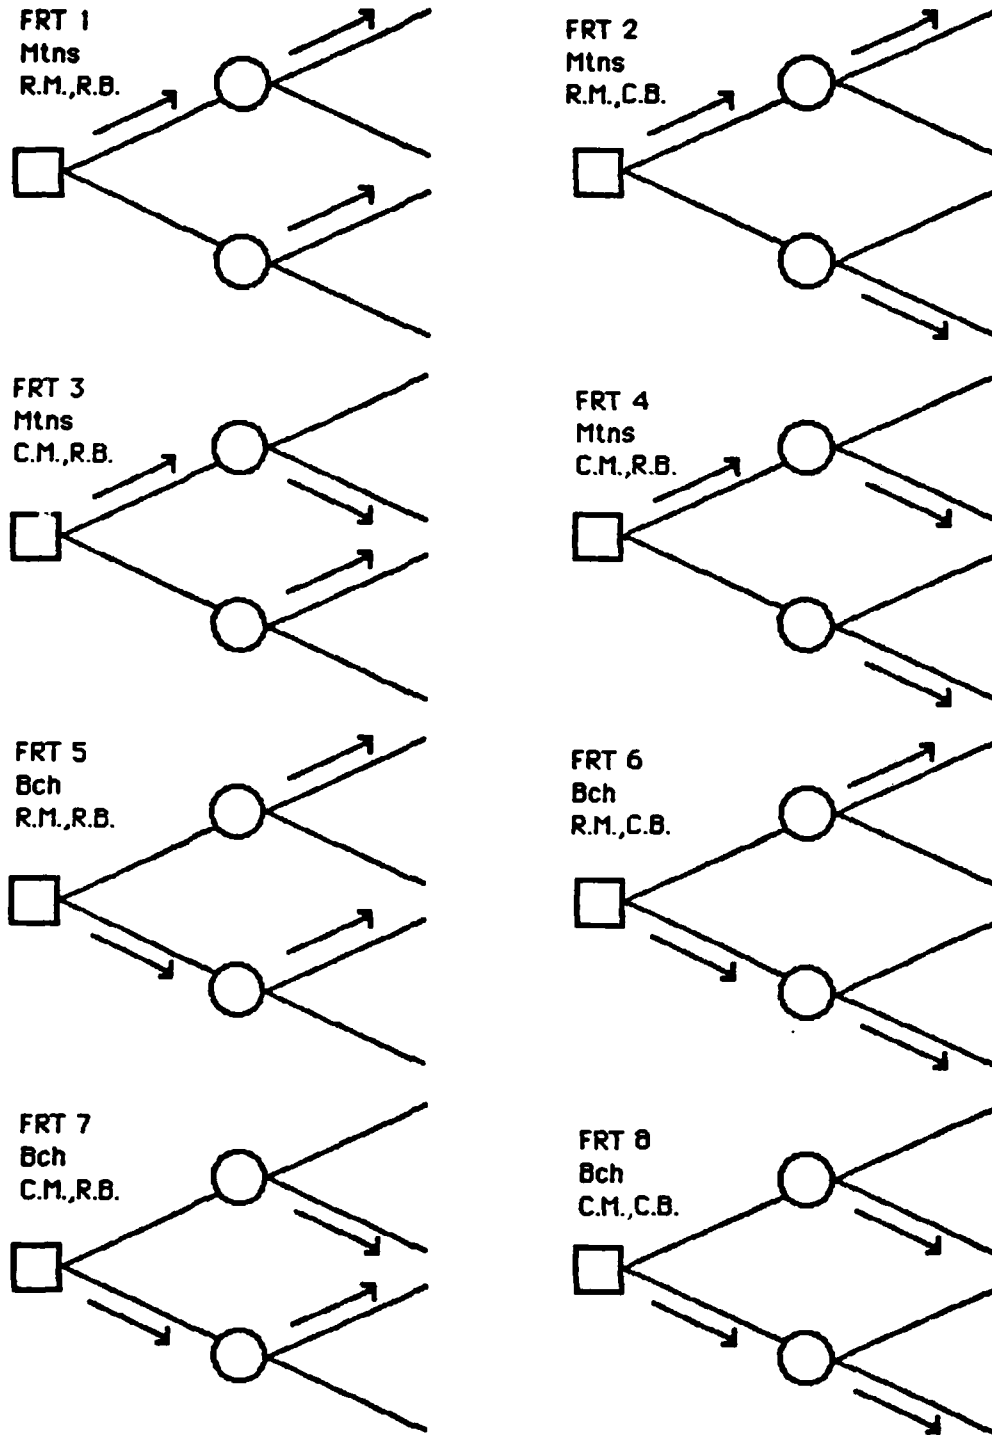 FRT 1
Mtns
R.M.,R.B.
FRT 2
Mtns
R.M.,C.B.
FRT 3
Mtns
C.M.,R.B.
FRT 4
Mtns
C.M.,R.B.
FRT 5
Bch
R.M.,R.B.
FRT 6
Bch
R.M.,C.B.
FRT 7
Bch
C.M.,R.B.
FRT 8
Bch
C.M.,C.B.